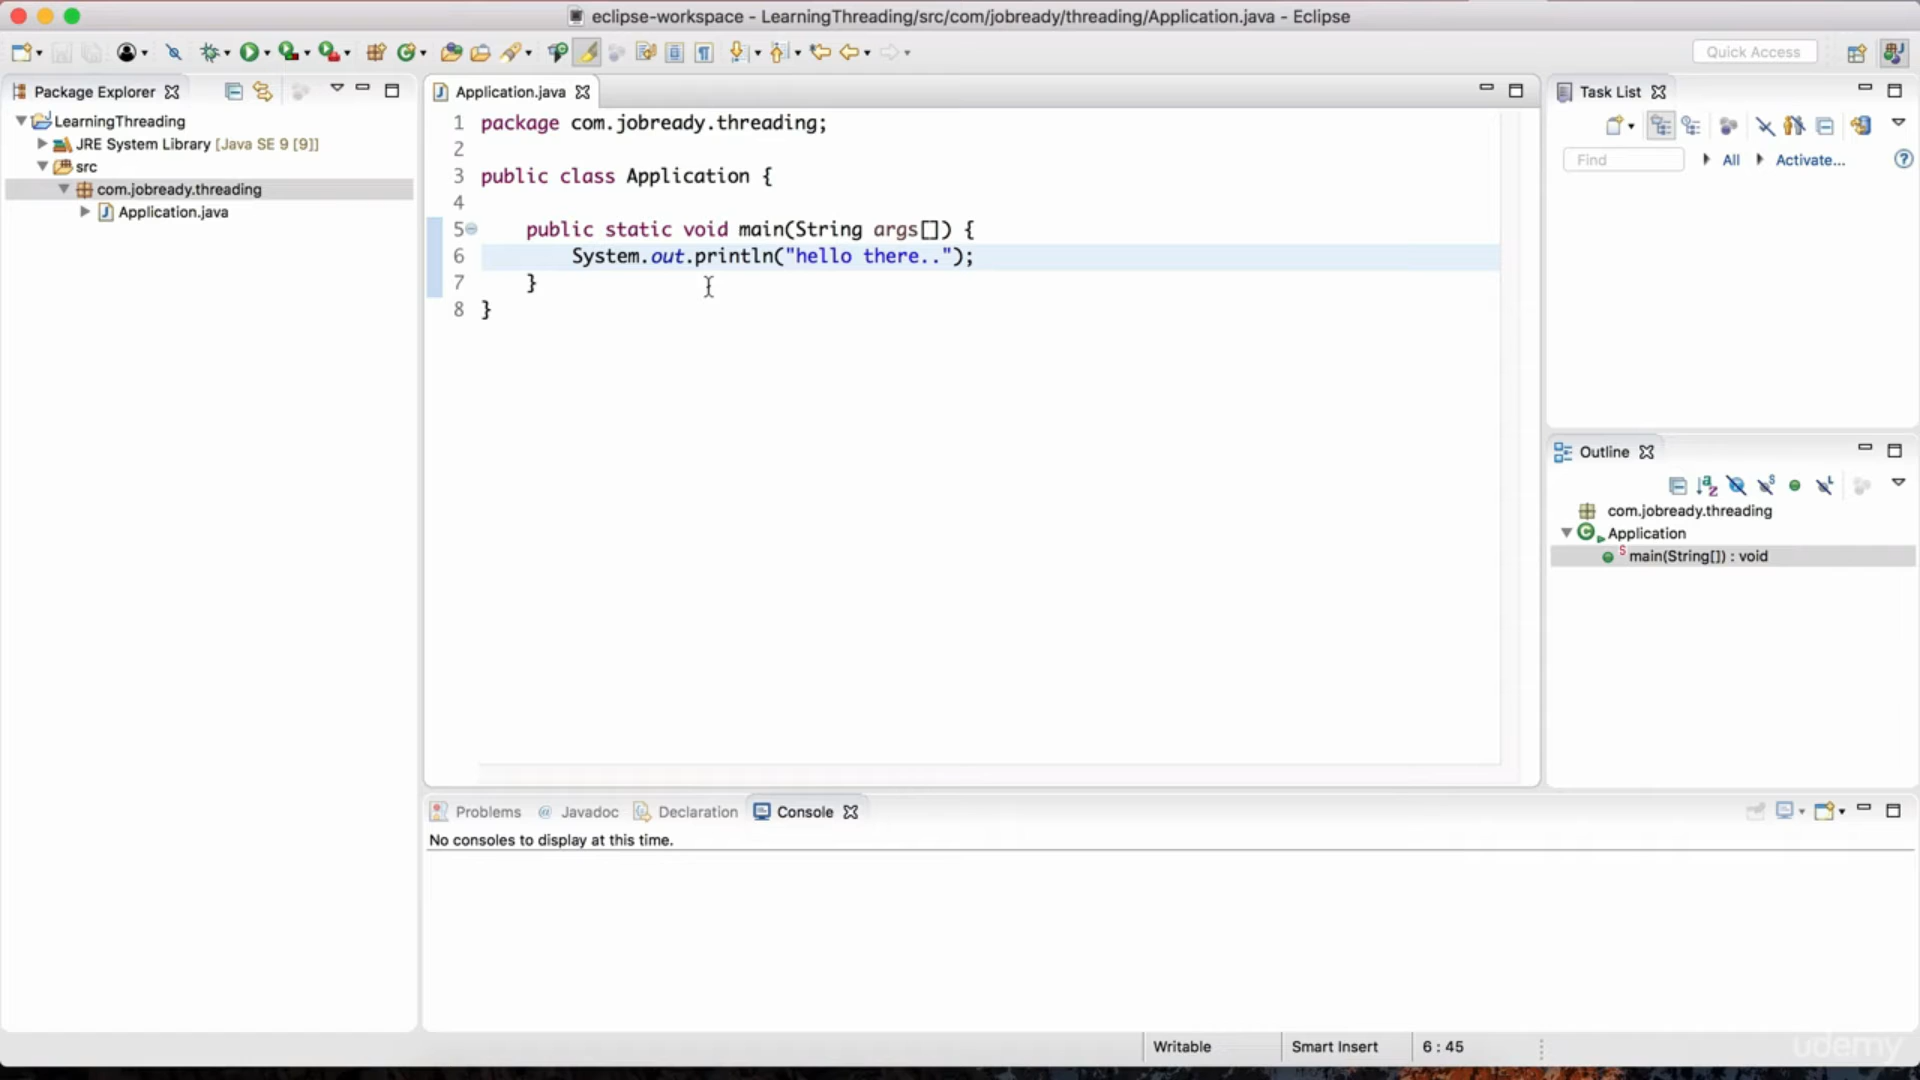 eclipse-workspace - LearningThreading/src/com/jobready/threading/Application.java - Eclipse
Quick Access
Package Explorer
LearningThreading
JRE System Library [Java SE 9 [9]]
src
com.jobready.threading
Application.java
Application.java
1 package com.jobready.threading;
2
3 public class Application {
4
5 public static void main(String args[]) {
6 System.out.println("hello there..");
7 }
8 }
Task List
Find
All
Activate...
Outline
com.jobready.threading
Application
main(String[]) : void
Problems
Javadoc
Declaration
Console
No consoles to display at this time.
Writable
Smart Insert
6 : 45
udemy